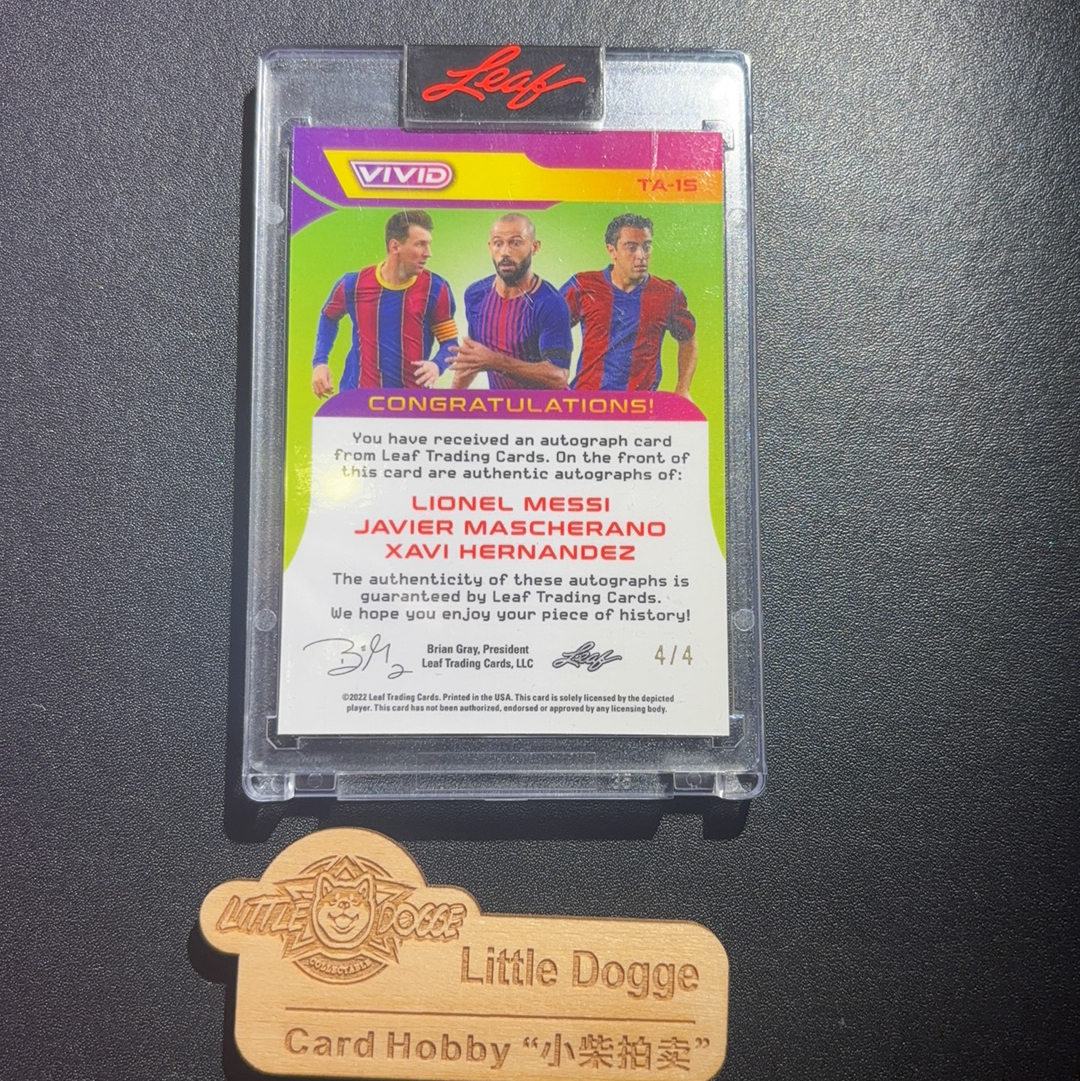 Leaf
VIVID
TA-15
CONGRATULATIONS!
You have received an autograph card
from Leaf Trading Cards. On the front of
this card are authentic autographs of:
LIONEL MESSI
JAVIER MASCHERANO
XAVI HERNANDEZ
The authenticity of these autographs is
guaranteed by Leaf Trading Cards.
We hope you enjoy your piece of history!
Brian Gray, President
Leaf Trading Cards, LLC
Leaf
4/4
©2022 Leaf Trading Cards. Printed in the USA. This card is solely licensed by the depicted
player. This card has not been authorized, endorsed or approved by any licensing body.
LITTLE DOGGE
COLLECTABLE
Little Dogge
Card Hobby “小柴拍卖”